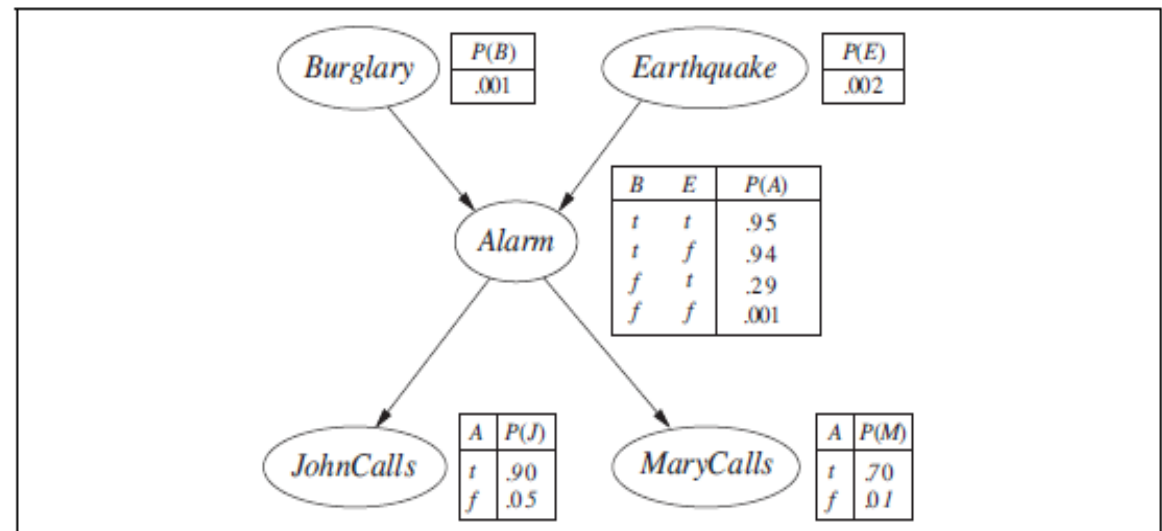 Burglary
P(B)
.001
Earthquake
P(E)
.002
Alarm
B E P(A)
t t .95
t f .94
f t .29
f f .001
JohnCalls
A P(J)
t .90
f .05
MaryCalls
A P(M)
t .70
f .01